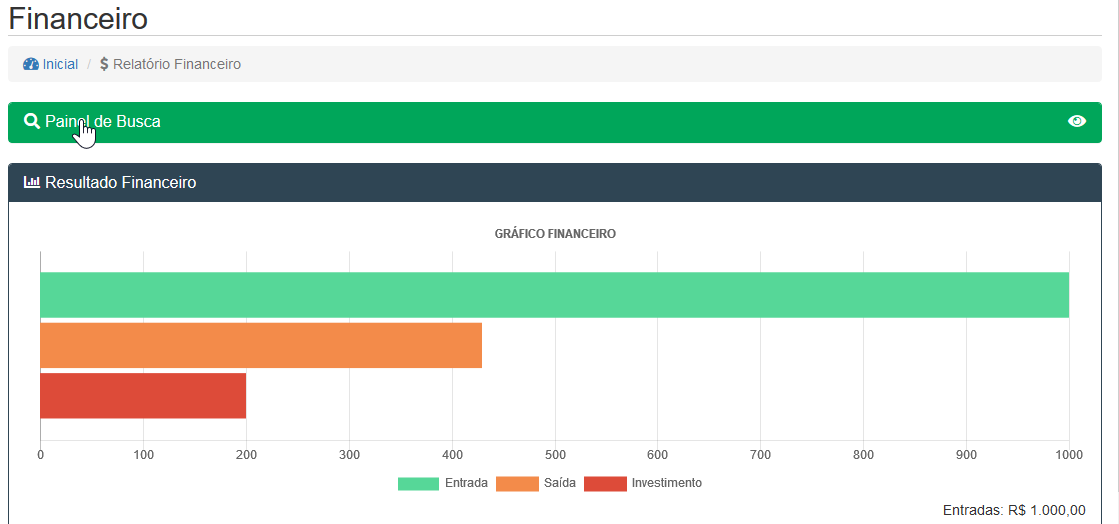 Financeiro
Inicial / $ Relatório Financeiro
Painel de Busca
Resultado Financeiro
GRÁFICO FINANCEIRO
0 100 200 300 400 500 600 700 800 900 1000
Entrada Saída Investimento
Entradas: R$ 1.000,00